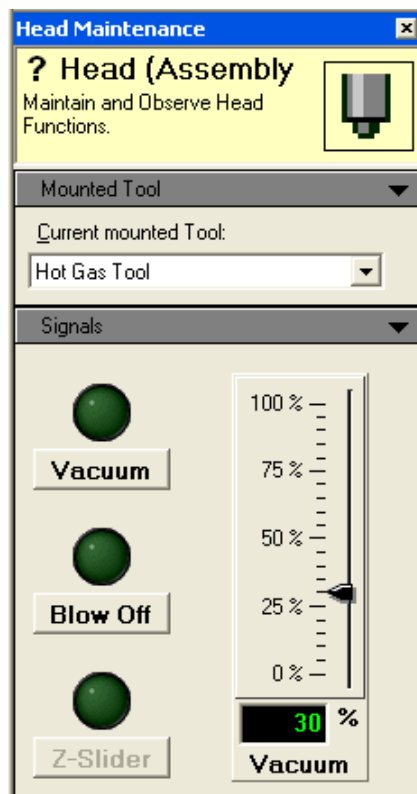 Head Maintenance
? Head (Assembly
Maintain and Observe Head
Functions.
Mounted Tool
Current mounted Tool:
Hot Gas Tool
Signals
Vacuum
Blow Off
Z-Slider
100 %
75 %
50 %
25 %
0 %
30 %
Vacuum